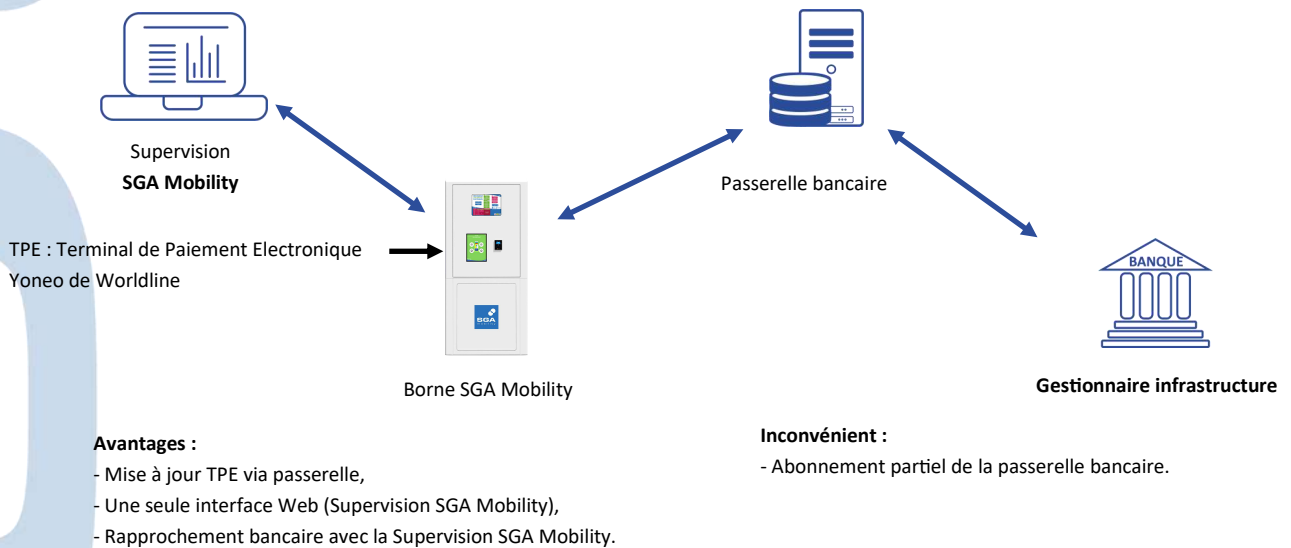 Supervision
SGA Mobility
TPE : Terminal de Paiement Electronique
Yoneo de Worldline
SGA
Borne SGA Mobility
Passerelle bancaire
BANQUE
Gestionnaire infrastructure
Avantages :
- Mise à jour TPE via passerelle,
- Une seule interface Web (Supervision SGA Mobility),
- Rapprochement bancaire avec la Supervision SGA Mobility.
Inconvénient :
- Abonnement partiel de la passerelle bancaire.